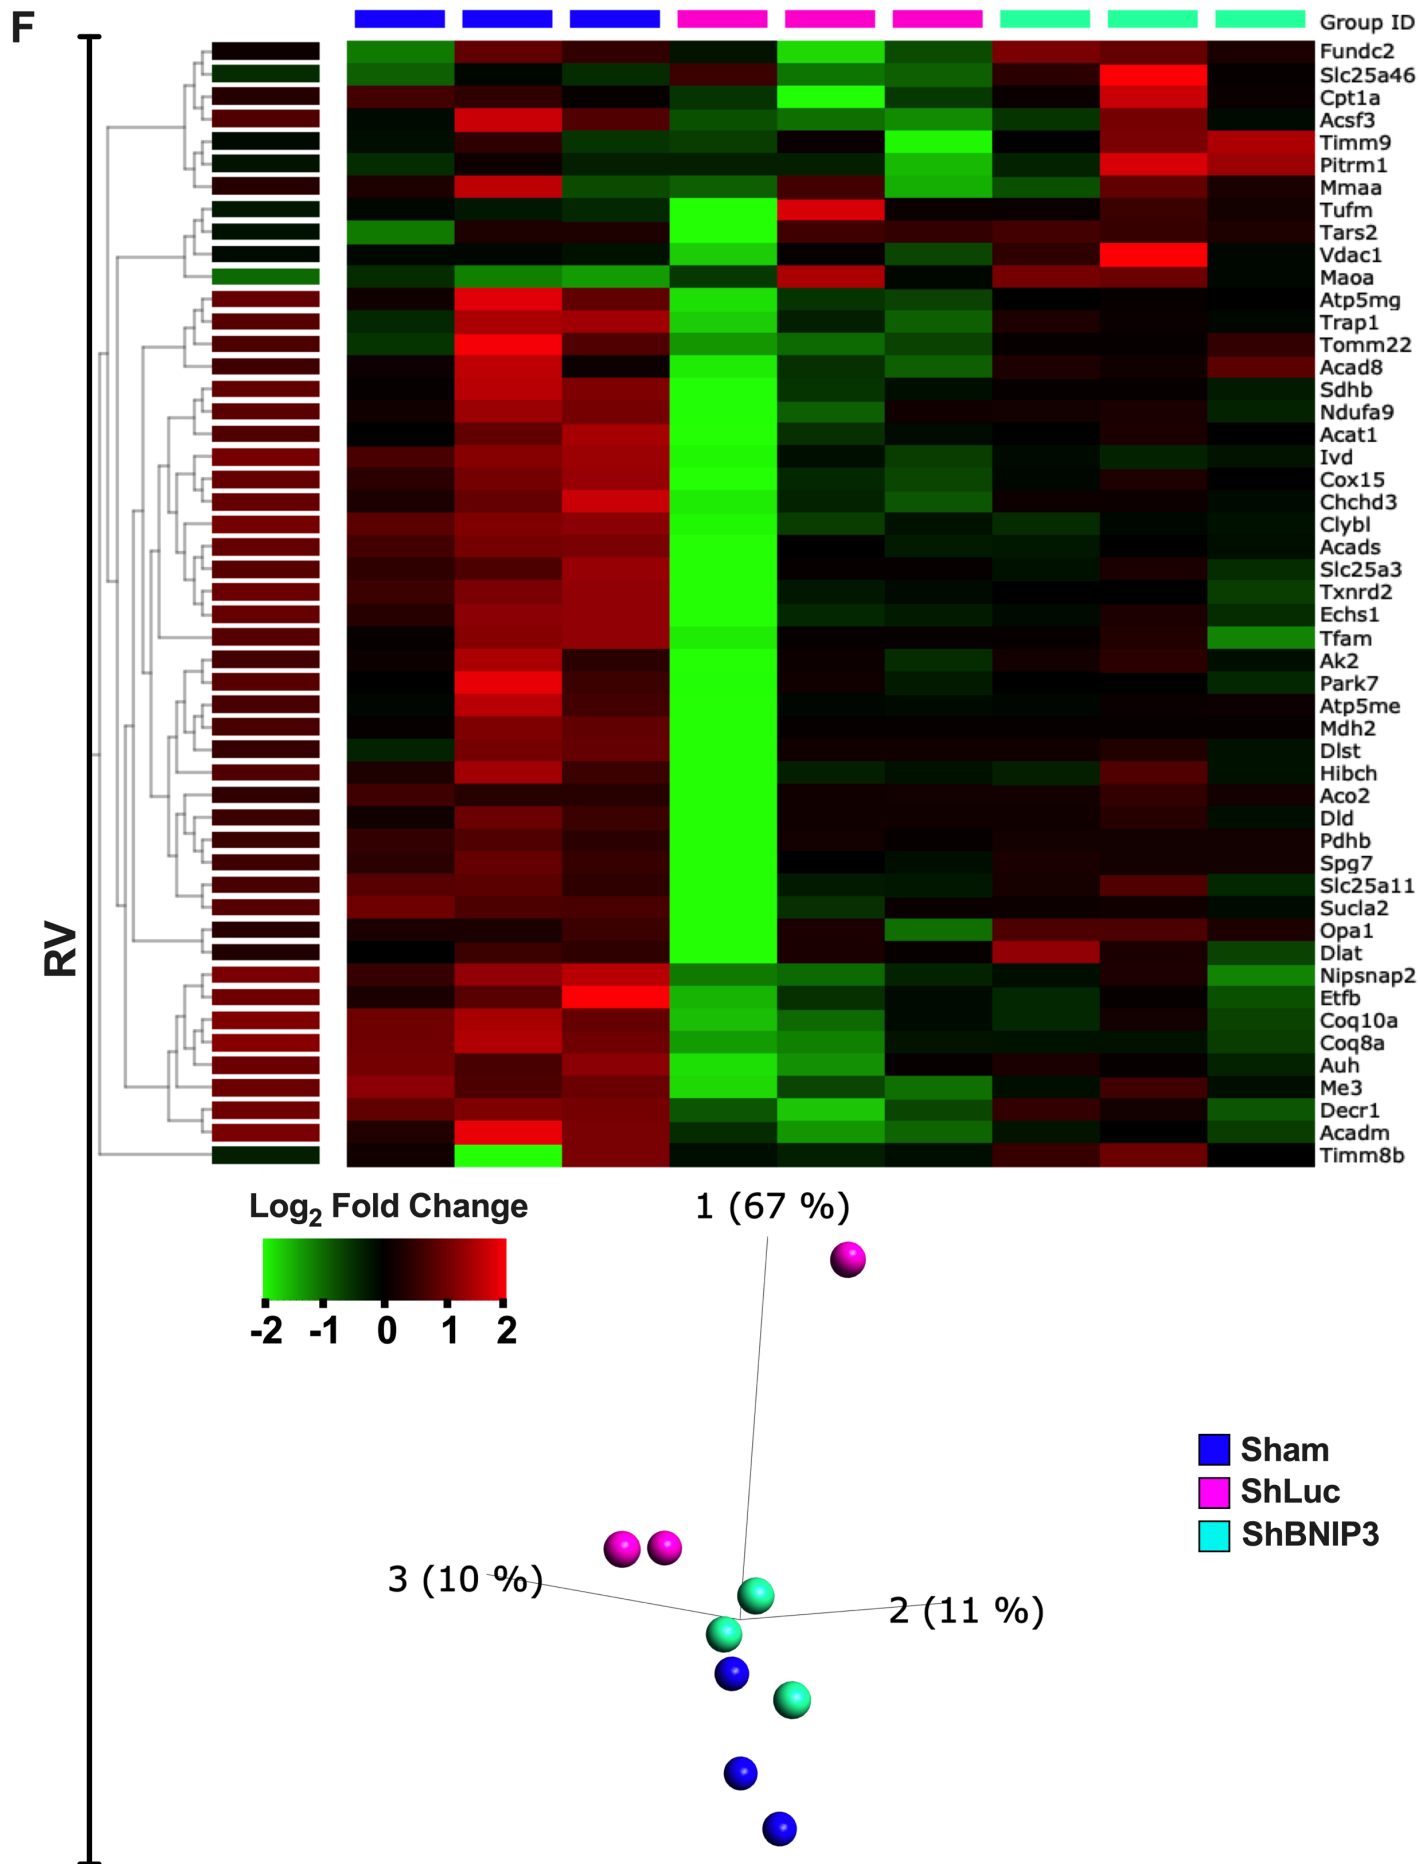 F
Group ID
Fundc2
Slc25a46
Cpt1a
Acsf3
Timm9
Pitrm1
Mmaa
Tufm
Tars2
Vdac1
Maoa
Atp5mg
Trap1
Tomm22
Acad8
Sdhb
Ndufa9
Acat1
Ivd
Cox15
Chchd3
Clybl
Acads
Slc25a3
Txnrd2
Echs1
Tfam
Ak2
Park7
Atp5me
Mdh2
Dlst
Hibch
Aco2
Dld
Pdhb
Spg7
Slc25a11
Sucla2
Opa1
Dlat
Nipsnap2
Etfb
Coq10a
Coq8a
Auh
Me3
Decr1
Acadm
Timm8b
RV
Log2 Fold Change
-2 -1 0 1 2
1 (67 %)
3 (10 %)
2 (11 %)
Sham
ShLuc
ShBNIP3